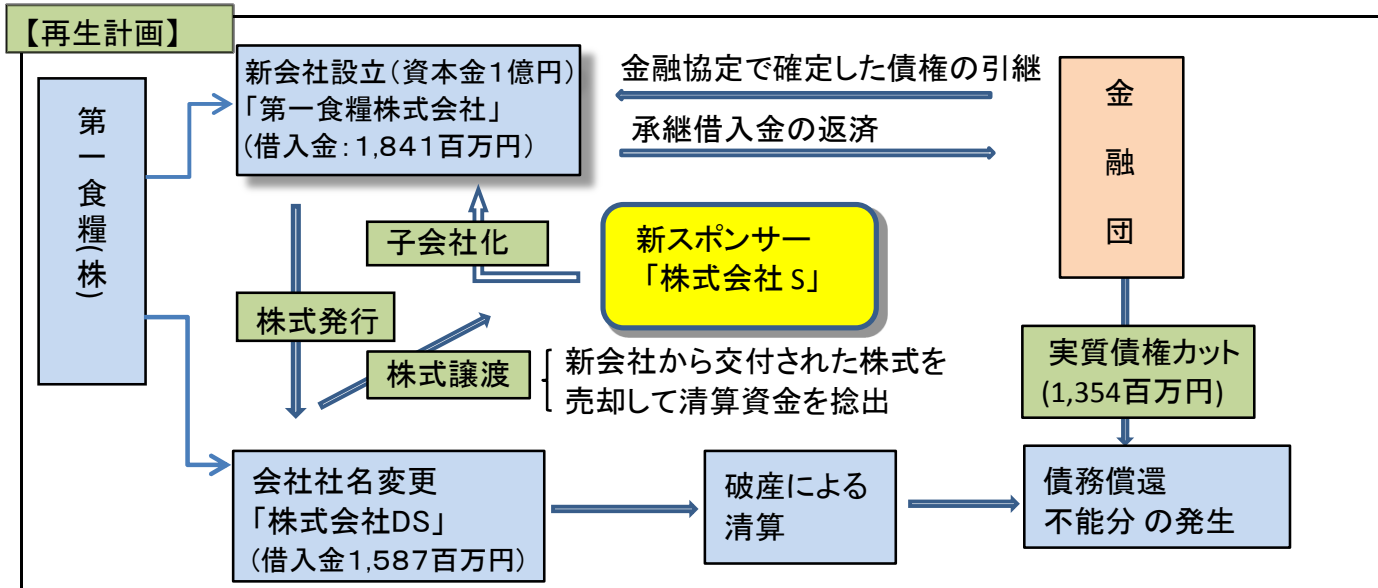 【再生計画】
第一食糧(株)
新会社設立(資本金1億円)
「第一食糧株式会社」
(借入金:1,841百万円)
金融協定で確定した債権の引継
承継借入金の返済
金融団
子会社化
新スポンサー
「株式会社 S」
株式発行
株式譲渡
新会社から交付された株式を
売却して清算資金を捻出
実質債権カット
(1,354百万円)
会社社名変更
「株式会社DS」
(借入金1,587百万円)
破産による
清算
債務償還
不能分 の発生